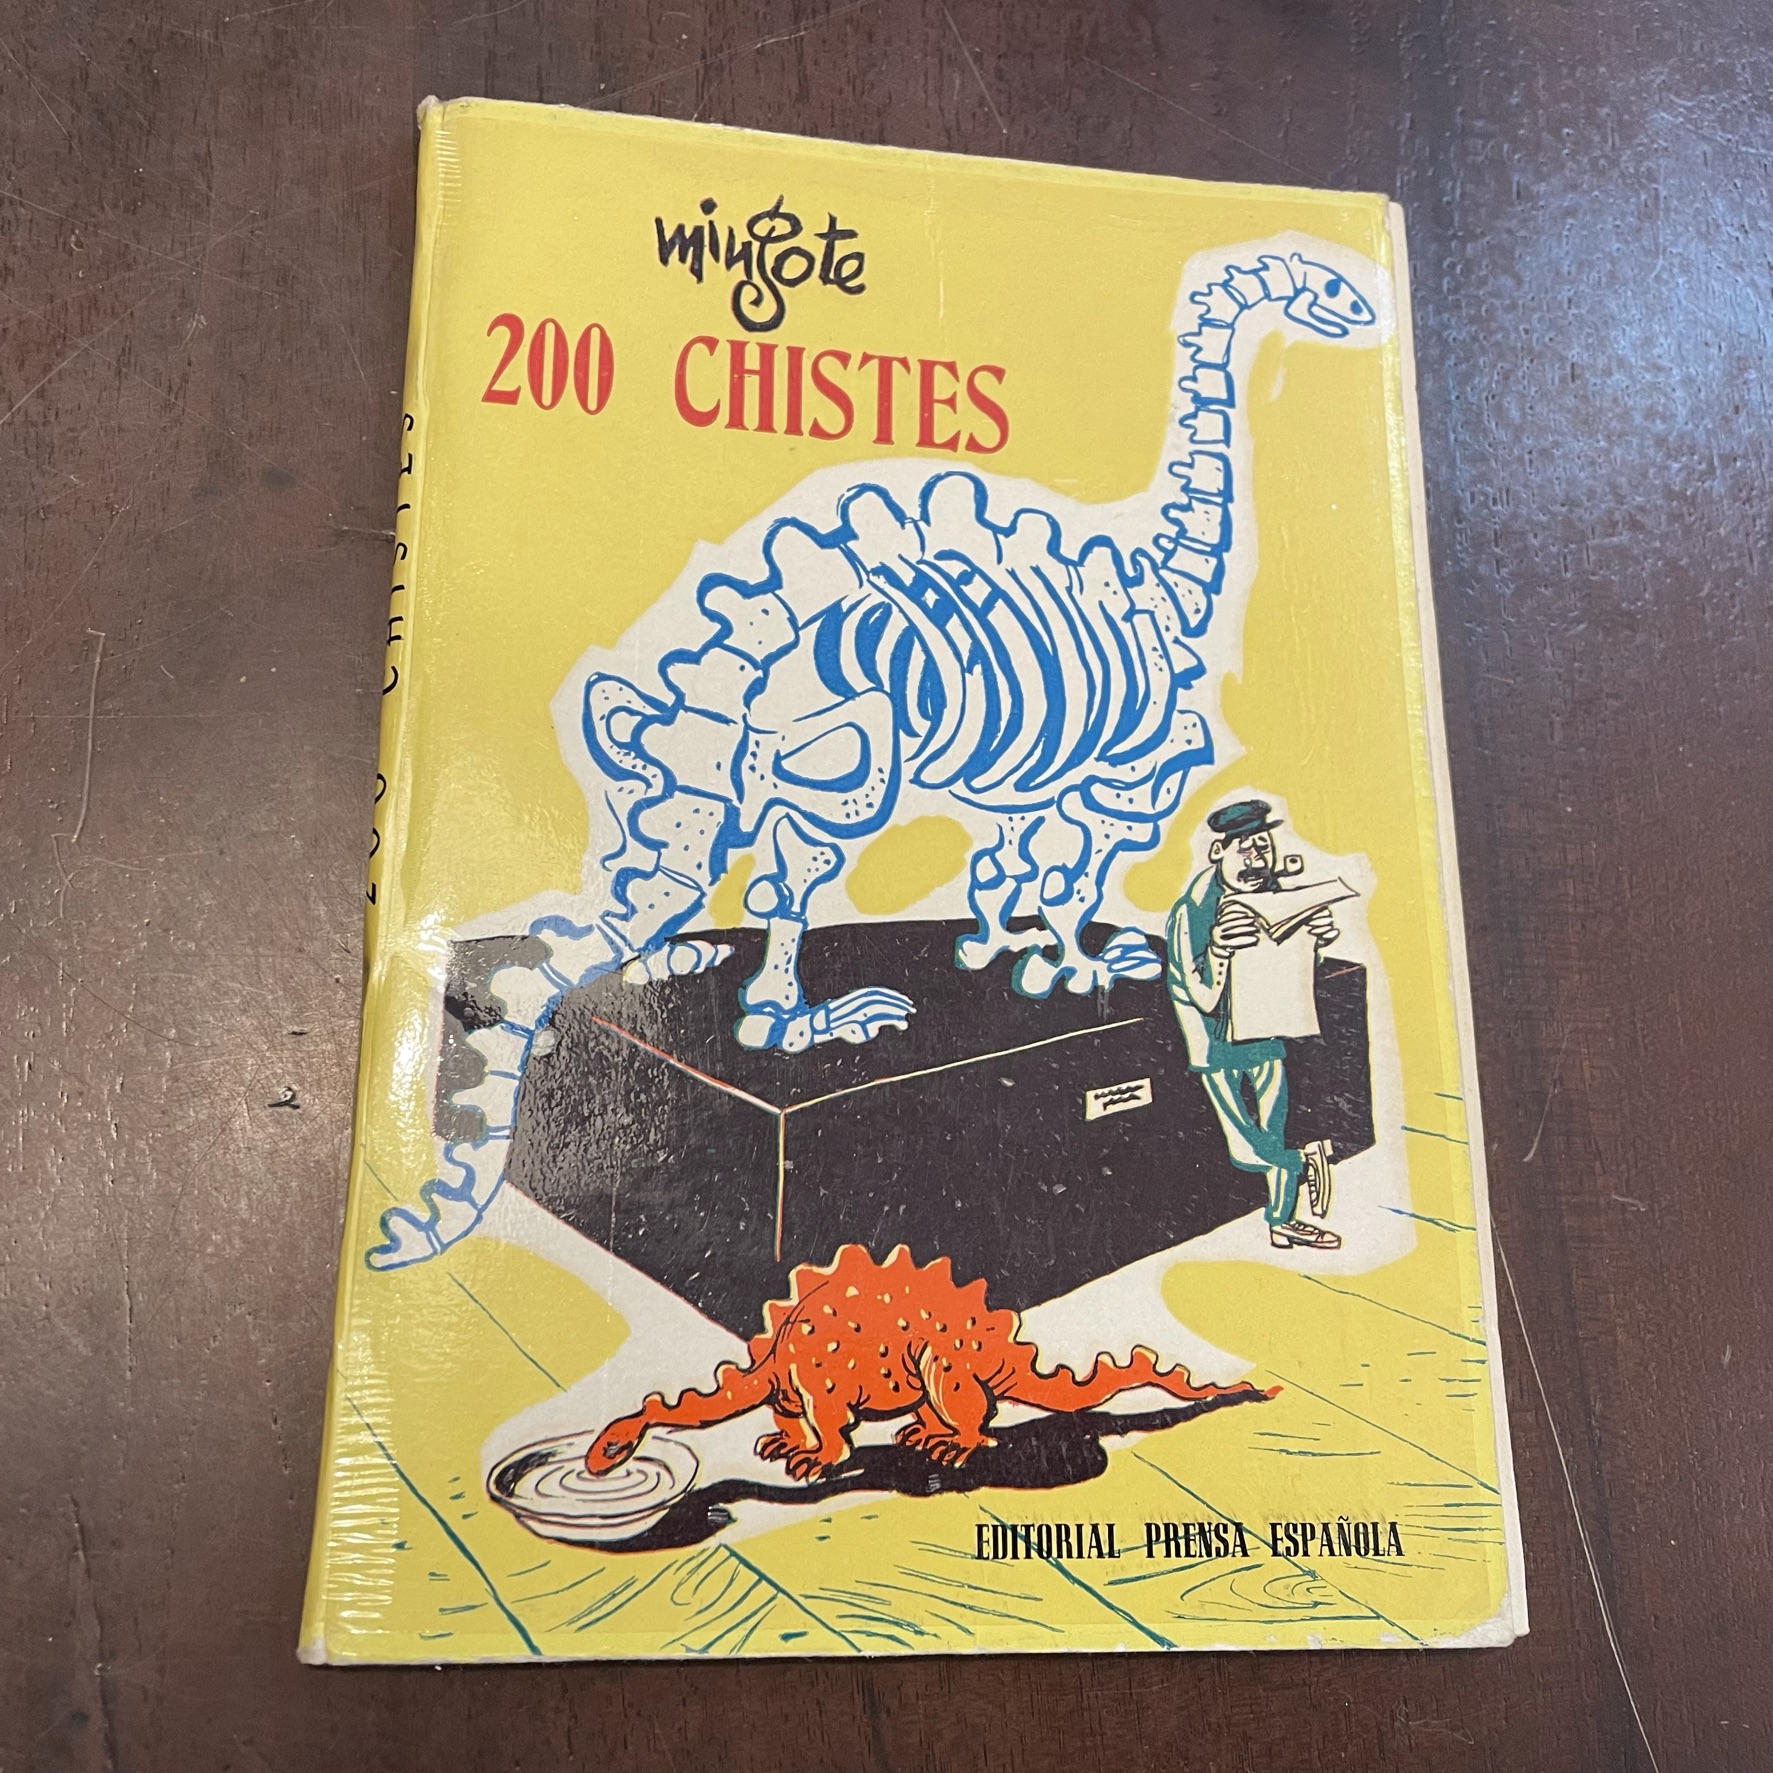 mingote
200 CHISTES
200 CHISTES
EDITORIAL PRENSA ESPAÑOLA